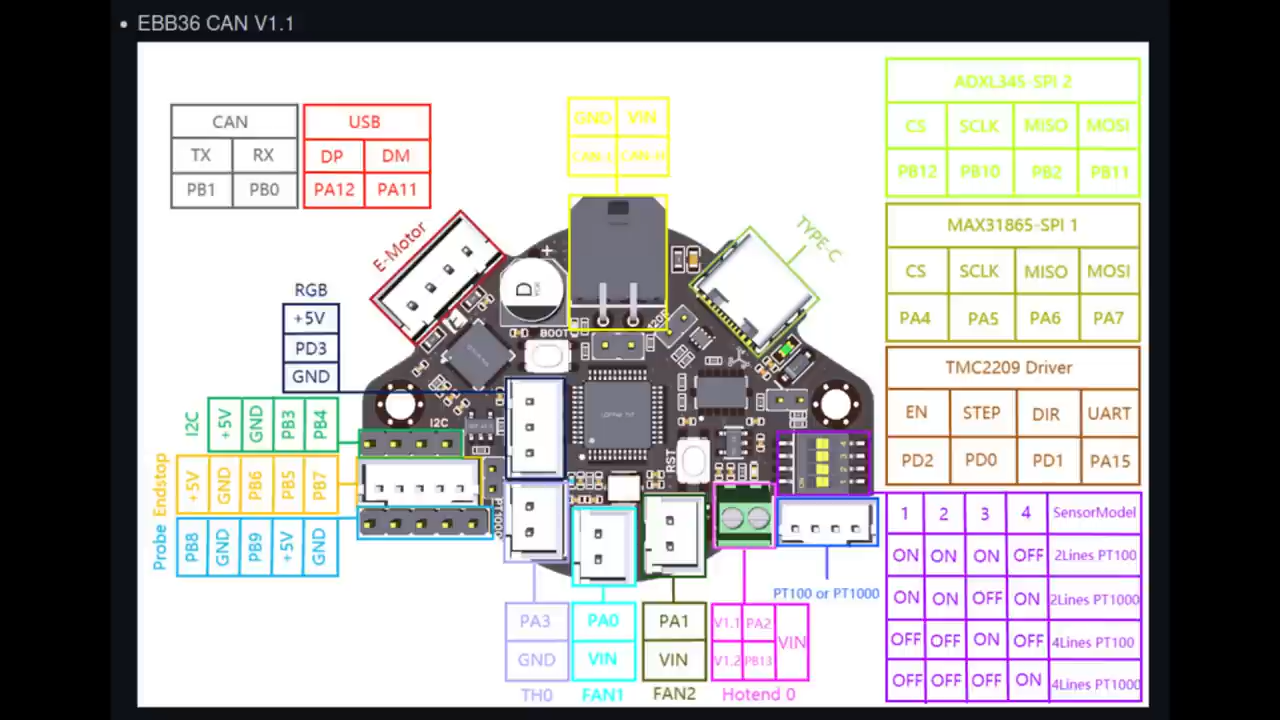 EBB36 CAN V1.1
ADXL345-SPI 2
CS SCLK MISO MOSI
PB12 PB10 PB2 PB11
CAN
TX RX
PB1 PB0
USB
DP DM
PA12 PA11
GND VIN
CAN-L CAN-H
MAX31865-SPI 1
CS SCLK MISO MOSI
PA4 PA5 PA6 PA7
E-Motor
TYPE-C
RGB
+5V
PD3
GND
BOOT
120R
TMC2209 Driver
EN STEP DIR UART
PD2 PD0 PD1 PA15
I2C +5V GND PB3 PB4
I2C
Endstop +5V GND PB6 PB5 PB7
Probe PB8 GND PB9 +5V GND
RST
PT1000
1 2 3 4 SensorModel
ON ON ON OFF 2Lines PT100
ON ON OFF ON 2Lines PT1000
OFF OFF ON OFF 4Lines PT100
OFF OFF OFF ON 4Lines PT1000
PT100 or PT1000
PA3
GND
TH0
PA0
VIN
FAN1
PA1
VIN
FAN2
V1.1 PA2 VIN
V1.2 PB13
Hotend 0